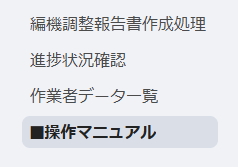 編機調整報告書作成処理
進捗状況確認
作業者データ一覧
■操作マニュアル